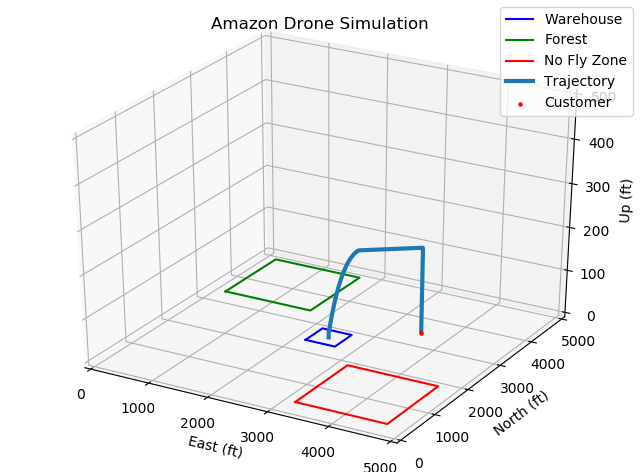 Amazon Drone Simulation
Warehouse
Forest
No Fly Zone
Trajectory
Customer
500
400
300
200
100
0
Up (ft)
5000
4000
3000
2000
1000
0
North (ft)
0
1000
2000
3000
4000
5000
East (ft)